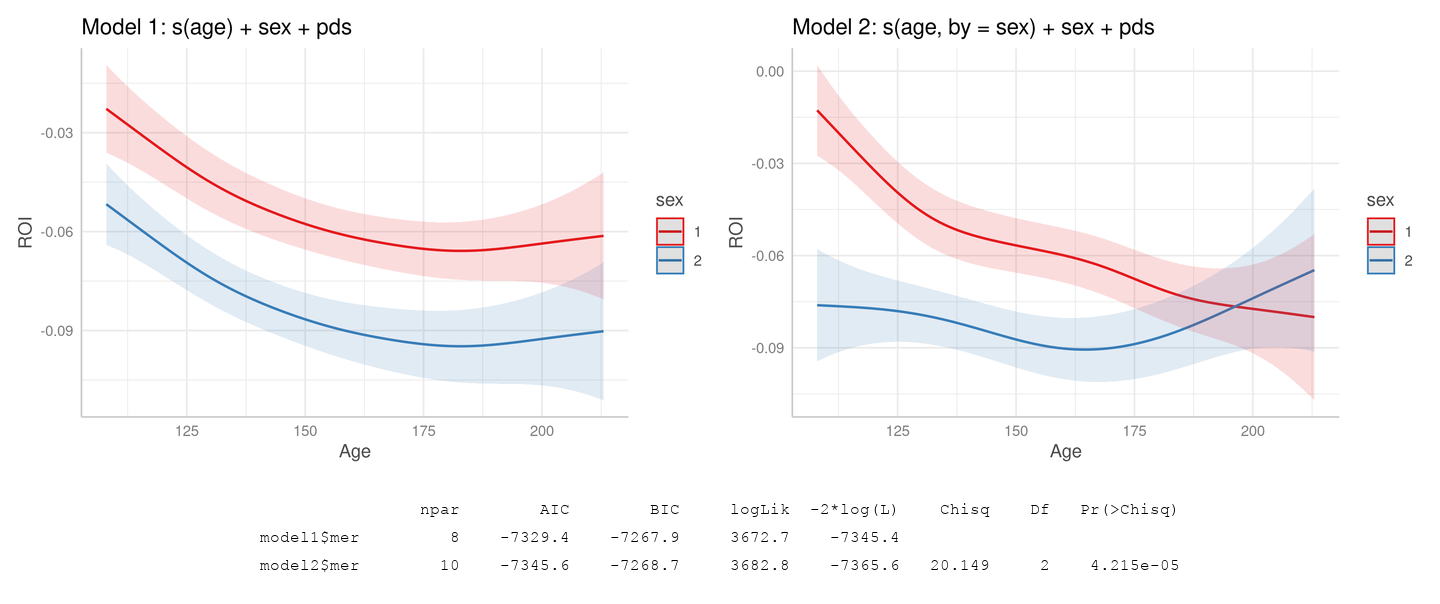 Model 1: s(age) + sex + pds
-0.03
-0.06
-0.09
ROI
125 150 175 200
Age
sex
1
2
Model 2: s(age, by = sex) + sex + pds
0.00
-0.03
-0.06
-0.09
ROI
125 150 175 200
Age
sex
1
2
npar AIC BIC logLik -2*log(L) Chisq Df Pr(>Chisq)
model1$mer 8 -7329.4 -7267.9 3672.7 -7345.4
model2$mer 10 -7345.6 -7268.7 3682.8 -7365.6 20.149 2 4.215e-05